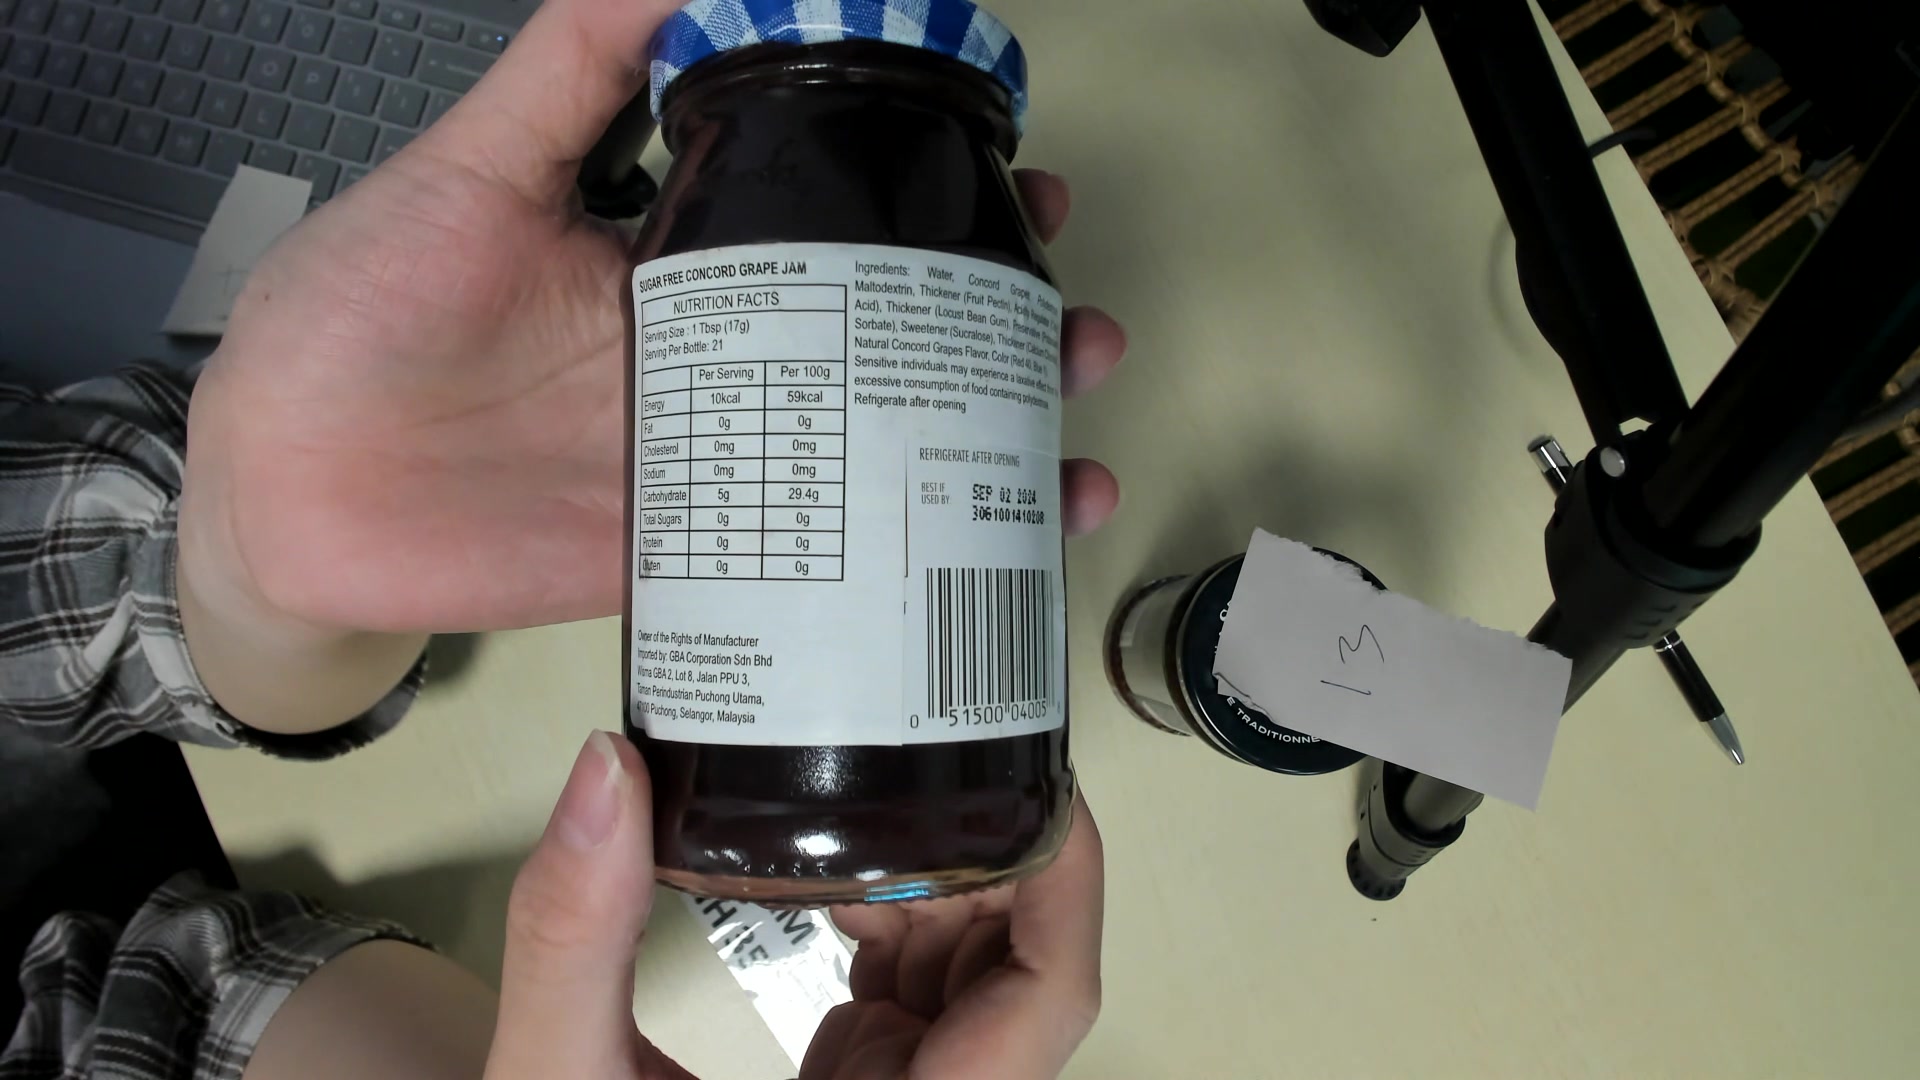 SUGAR FREE CONCORD GRAPE JAM
NUTRITION FACTS
Serving Size : 1 Tbsp (17g)
Serving Per Bottle: 21
Per Serving Per 100g
Energy 10kcal 59kcal
Fat 0g 0g
Cholesterol 0mg 0mg
Sodium 0mg 0mg
Carbohydrate 5g 29.4g
Total Sugars 0g 0g
Protein 0g 0g
Gluten 0g 0g
Owner of the Rights of Manufacturer
Imported by: GBA Corporation Sdn Bhd
Wisma GBA 2, Lot 8, Jalan PPU 3,
Taman Perindustrian Puchong Utama,
47100 Puchong, Selangor, Malaysia
Ingredients: Water, Concord Grapes,
Maltodextrin, Thickener (Fruit Pectin), Acidity Regulator
Acid), Thickener (Locust Bean Gum), Preservative
Sorbate), Sweetener (Sucralose), Thickener (Calcium
Natural Concord Grapes Flavor, Color (Red 40, Blue 1)
Sensitive individuals may experience a laxative effect
excessive consumption of food containing polydextrose.
Refrigerate after opening
REFRIGERATE AFTER OPENING
BEST IF
USED BY
SEP 02 2024
3061001410208
0 51500 04005
13
E TRADITIONNE